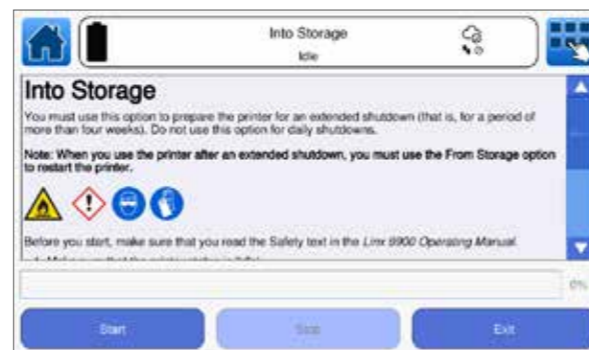 Into Storage
Idle
Into Storage
You must use this option to prepare the printer for an extended shutdown (that is, for a period of
more than four weeks). Do not use this option for daily shutdowns.
Note: When you use the printer after an extended shutdown, you must use the From Storage option
to restart the printer.
Before you start, make sure that you read the Safety text in the Linx 8900 Operating Manual.
0%
Start
Stop
Exit